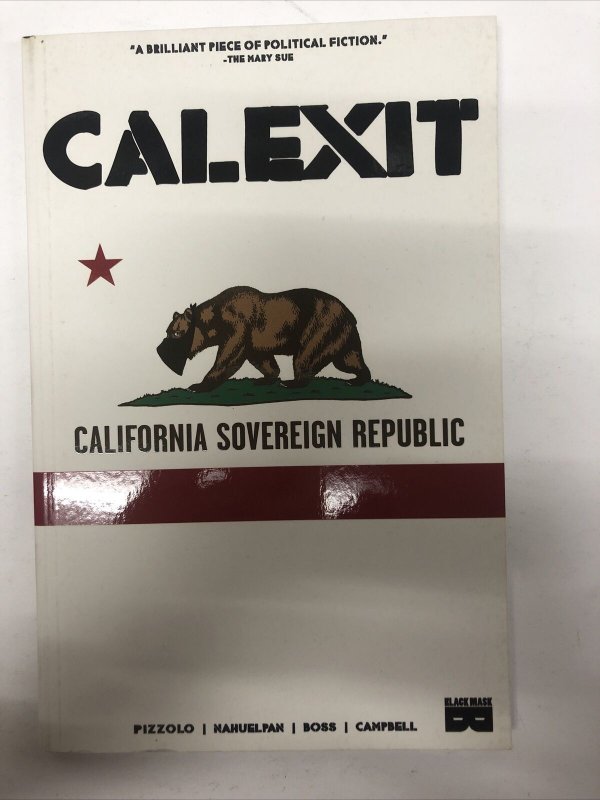 "A BRILLIANT PIECE OF POLITICAL FICTION."
-THE MARY SUE
CALEXIT
CALIFORNIA SOVEREIGN REPUBLIC
BLACK MASK
B
PIZZOLO | NAHUELPAN | BOSS | CAMPBELL